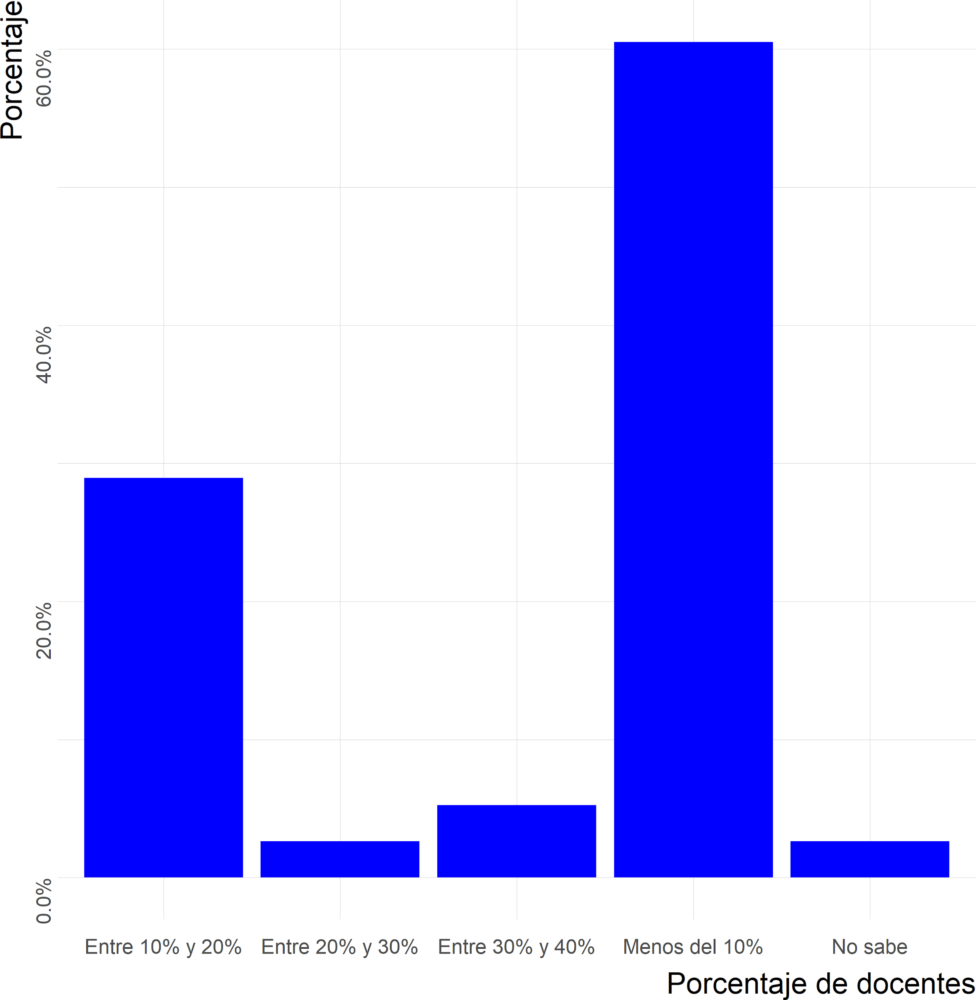 Porcentaje
60.0%
40.0%
20.0%
0.0%
Entre 10% y 20% Entre 20% y 30% Entre 30% y 40% Menos del 10% No sabe
Porcentaje de docentes